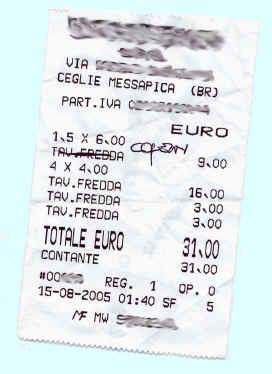 VIA
CEGLIE MESSAPICA (BR)
PART.IVA
EURO
1,5 X 6,00
TAV.FREDDA 9,00
4 X 4,00
TAV.FREDDA 16,00
TAV.FREDDA 3,00
TAV.FREDDA 3,00
TOTALE EURO 31,00
CONTANTE 31,00
#00 REG. 1 OP. 0
15-08-2005 01:40 SF 5
MF MW